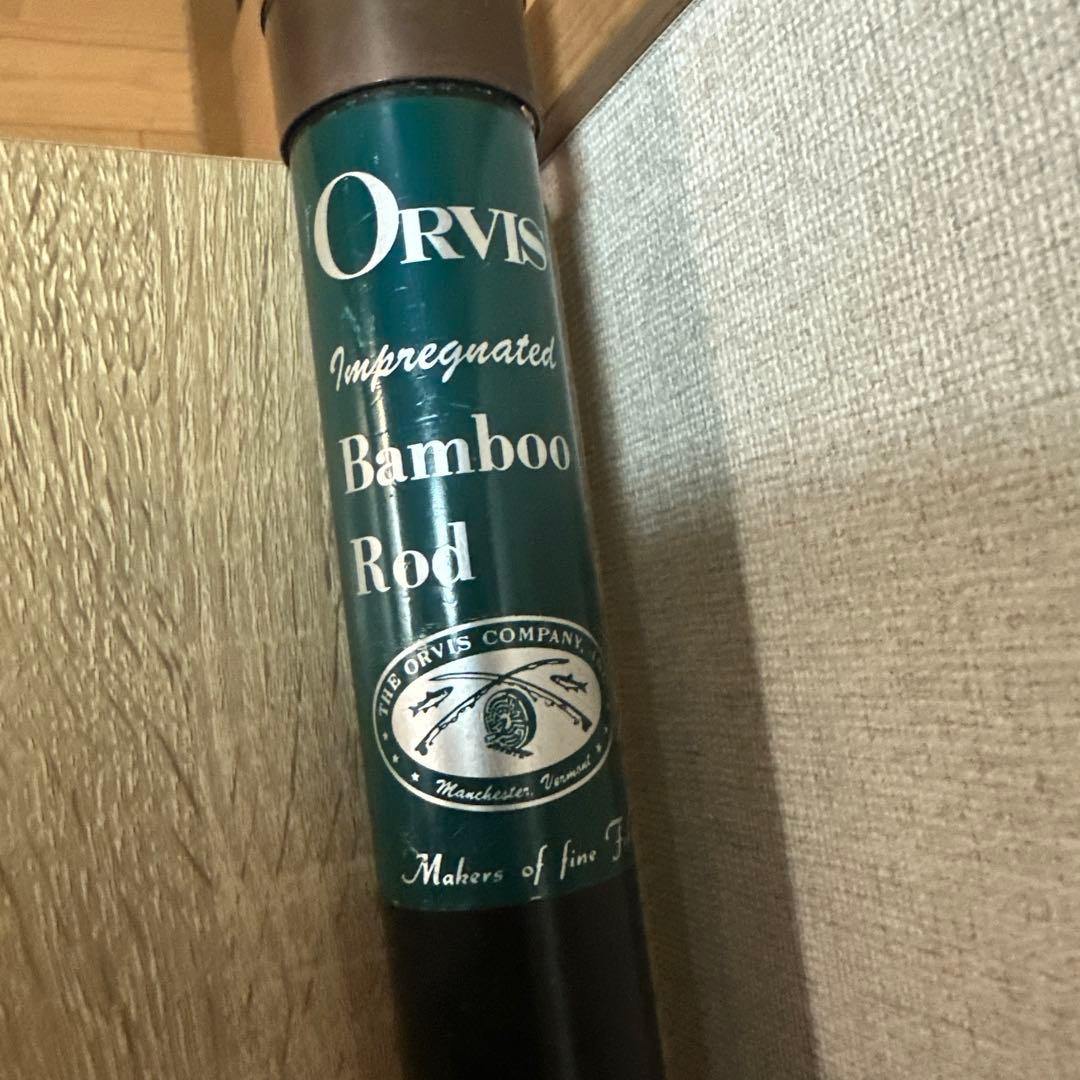 ORVIS
Impregnated
Bamboo
Rod
THE ORVIS COMPANY,
Manchester, Vermont
Makers of fine